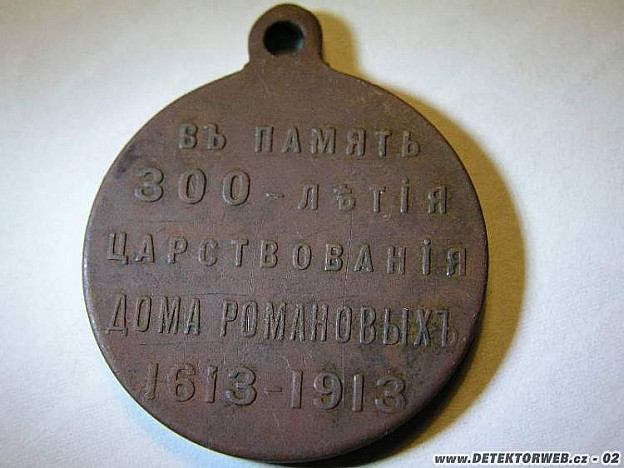 ВЪ ПАМЯТЬ
300-ЛѢТІЯ
ЦАРСТВОВАНІЯ
ДОМА РОМАНОВЫХЪ
1613-1913
www.DETEKTORWEB.cz - 02